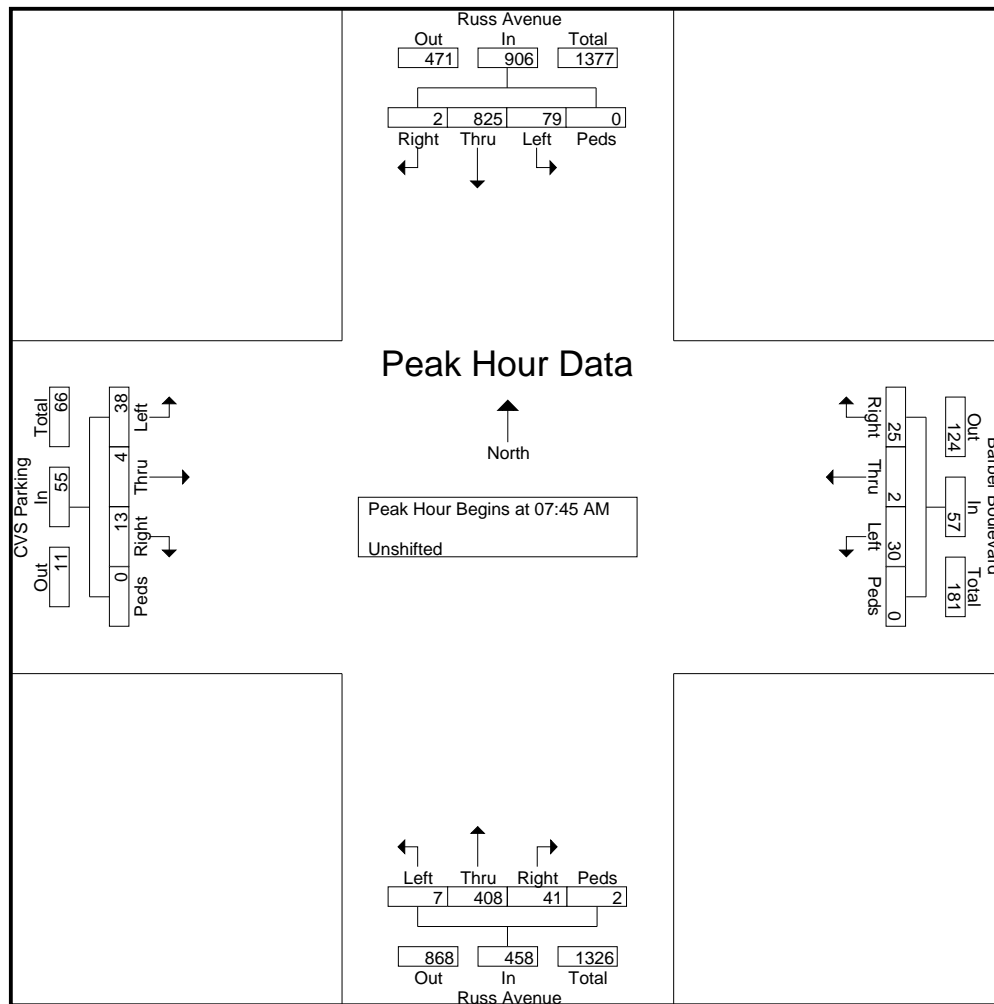 Russ Avenue
Out In Total
471 906 1377
2 825 79 0
Right Thru Left Peds
Peak Hour Data
North
Peak Hour Begins at 07:45 AM
Unshifted
CVS Parking
Out In Total
11 55 66
0 13 4 38
Peds Right Thru Left
Barber Boulevard
Out In Total
124 57 181
25 2 30 0
Right Thru Left Peds
Left Thru Right Peds
7 408 41 2
868 458 1326
Out In Total
Russ Avenue